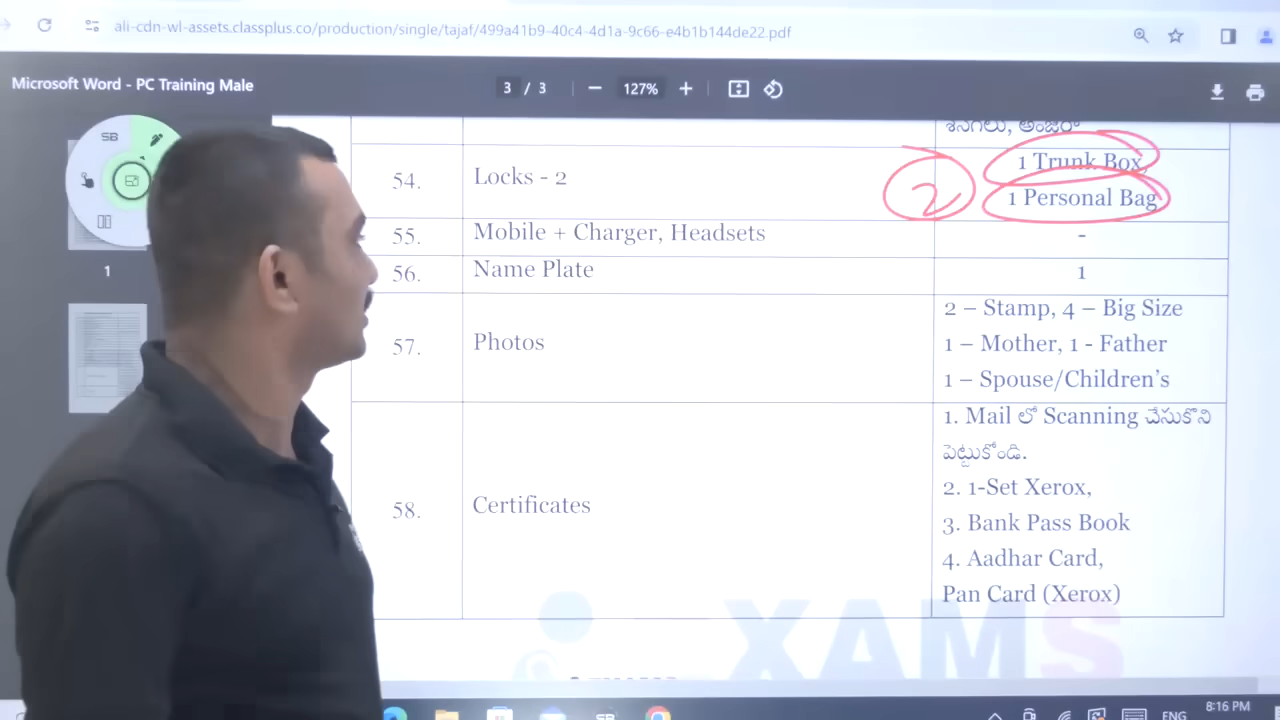 ali-cdn-wl-assets.classplus.co/production/single/tajaf/499a41b9-40c4-4d1a-9c66-e4b1b144de22.pdf
Microsoft Word - PC Training Male
3 / 3
127%
SB
1
శనగలు, అంజీరా
54.
Locks - 2
2
1 Trunk Box,
1 Personal Bag
55.
Mobile + Charger, Headsets
-
56.
Name Plate
1
57.
Photos
2 – Stamp, 4 – Big Size
1 – Mother, 1 - Father
1 – Spouse/Children's
58.
Certificates
1. Mail లో Scanning చేసుకొని
పెట్టుకోండి.
2. 1-Set Xerox,
3. Bank Pass Book
4. Aadhar Card,
Pan Card (Xerox)
XAMS
SB
ENG
8:16 PM